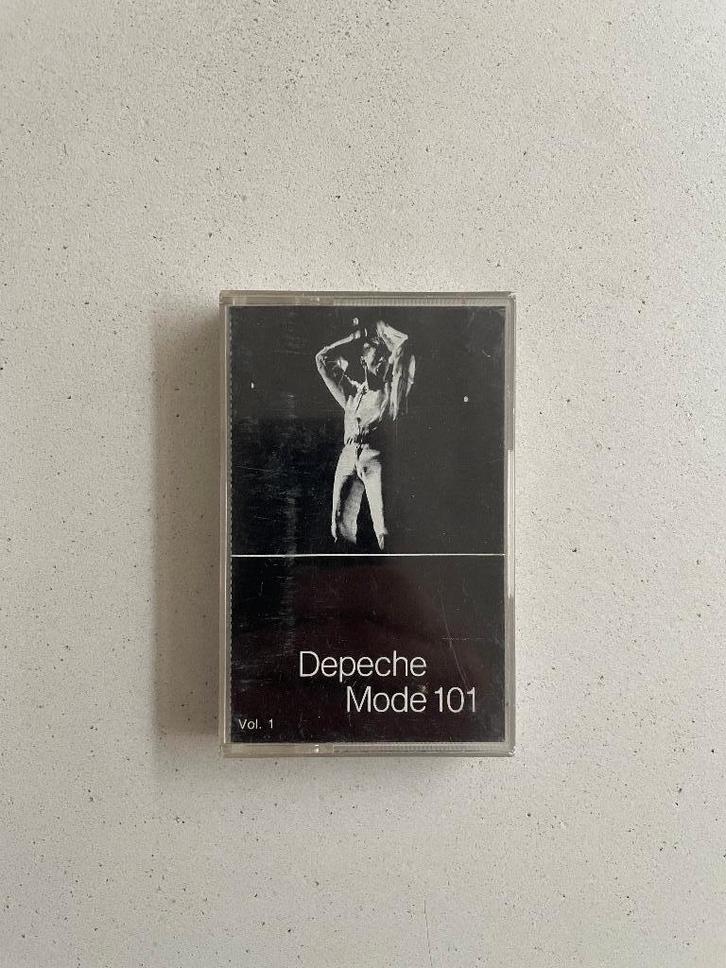 Depeche
Mode 101
Vol. 1